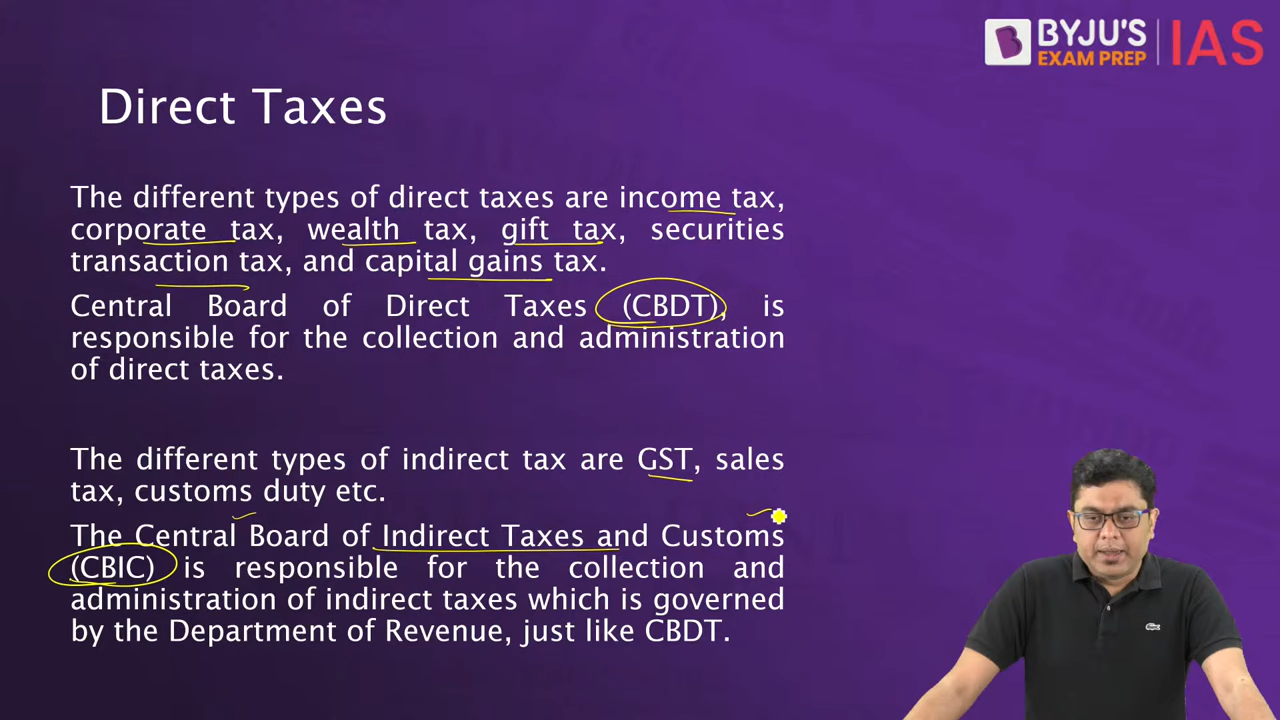 BYJU'S
EXAM PREP
IAS
Direct Taxes
The different types of direct taxes are income tax,
corporate tax, wealth tax, gift tax, securities
transaction tax, and capital gains tax.
Central Board of Direct Taxes (CBDT), is
responsible for the collection and administration
of direct taxes.
The different types of indirect tax are GST, sales
tax, customs duty etc.
The Central Board of Indirect Taxes and Customs
(CBIC) is responsible for the collection and
administration of indirect taxes which is governed
by the Department of Revenue, just like CBDT.